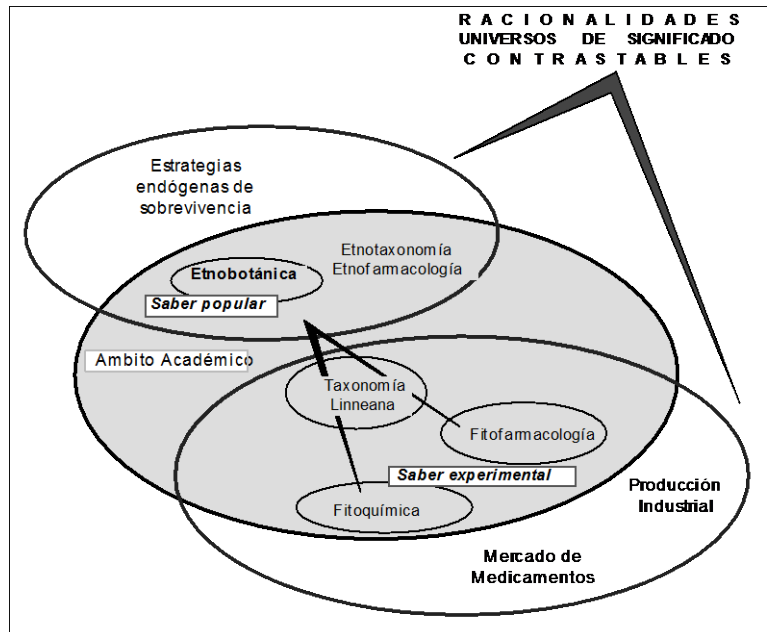 RACIONALIDADES
UNIVERSOS DE SIGNIFICADO
CONTRASTABLES
Estrategias
endógenas de
sobrevivencia
Etnotaxonomía
Etnofarmacología
Etnobotánica
Saber popular
Ambito Académico
Taxonomía
Linneana
Fitofarmacología
Saber experimental
Producción
Industrial
Fitoquímica
Mercado de
Medicamentos